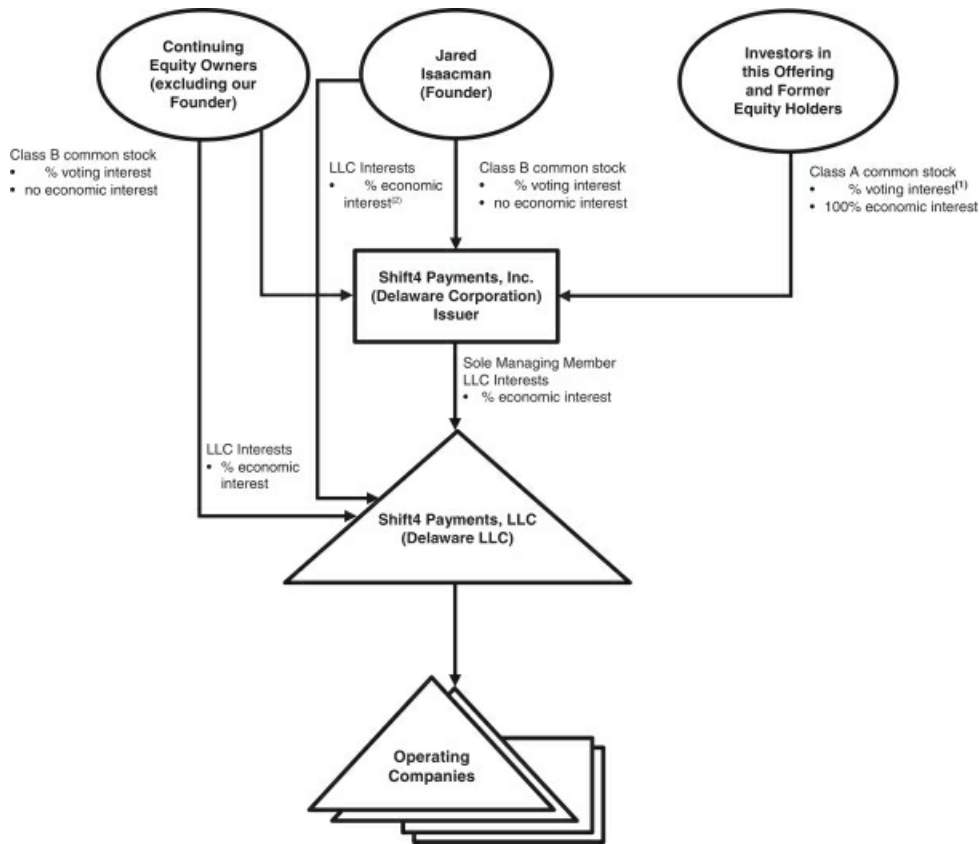 Continuing
Equity Owners
(excluding our
Founder)
Jared
Isaacman
(Founder)
Investors in
this Offering
and Former
Equity Holders
Class B common stock
• % voting interest
• no economic interest
LLC Interests
• % economic
interest(2)
Class B common stock
• % voting interest
• no economic interest
Class A common stock
• % voting interest(1)
• 100% economic interest
Shift4 Payments, Inc.
(Delaware Corporation)
Issuer
Sole Managing Member
LLC Interests
• % economic interest
LLC Interests
• % economic
interest
Shift4 Payments, LLC
(Delaware LLC)
Operating
Companies